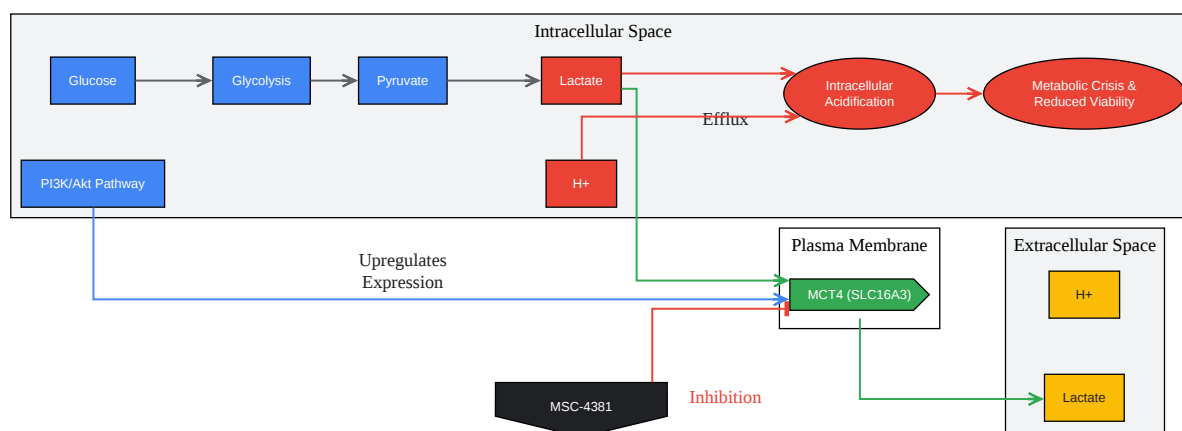 Intracellular Space
Glucose
Glycolysis
Pyruvate
Lactate
Intracellular
Acidification
Metabolic Crisis &
Reduced Viability
Efflux
PI3K/Akt Pathway
H+
Plasma Membrane
Extracellular Space
Upregulates
Expression
MCT4 (SLC16A3)
H+
MSC-4381
Inhibition
Lactate